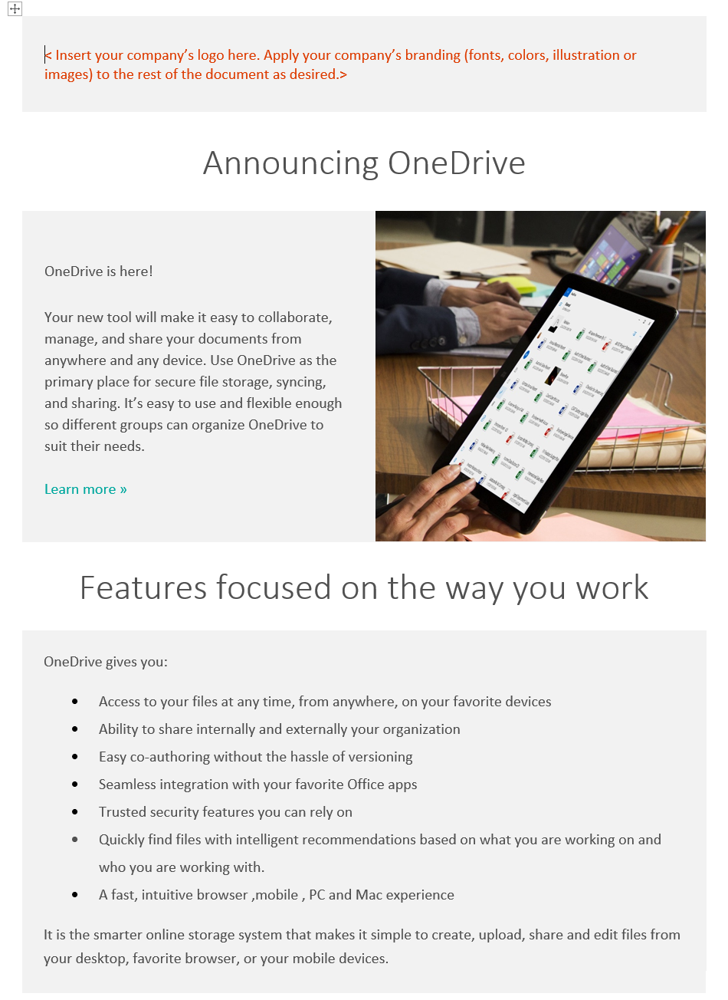 < Insert your company’s logo here. Apply your company’s branding (fonts, colors, illustration or
images) to the rest of the document as desired.>
Announcing OneDrive
OneDrive is here!
Your new tool will make it easy to collaborate,
manage, and share your documents from
anywhere and any device. Use OneDrive as the
primary place for secure file storage, syncing,
and sharing. It’s easy to use and flexible enough
so different groups can organize OneDrive to
suit their needs.
Learn more »
Features focused on the way you work
OneDrive gives you:
• Access to your files at any time, from anywhere, on your favorite devices
• Ability to share internally and externally your organization
• Easy co-authoring without the hassle of versioning
• Seamless integration with your favorite Office apps
• Trusted security features you can rely on
• Quickly find files with intelligent recommendations based on what you are working on and
who you are working with.
• A fast, intuitive browser ,mobile , PC and Mac experience
It is the smarter online storage system that makes it simple to create, upload, share and edit files from
your desktop, favorite browser, or your mobile devices.